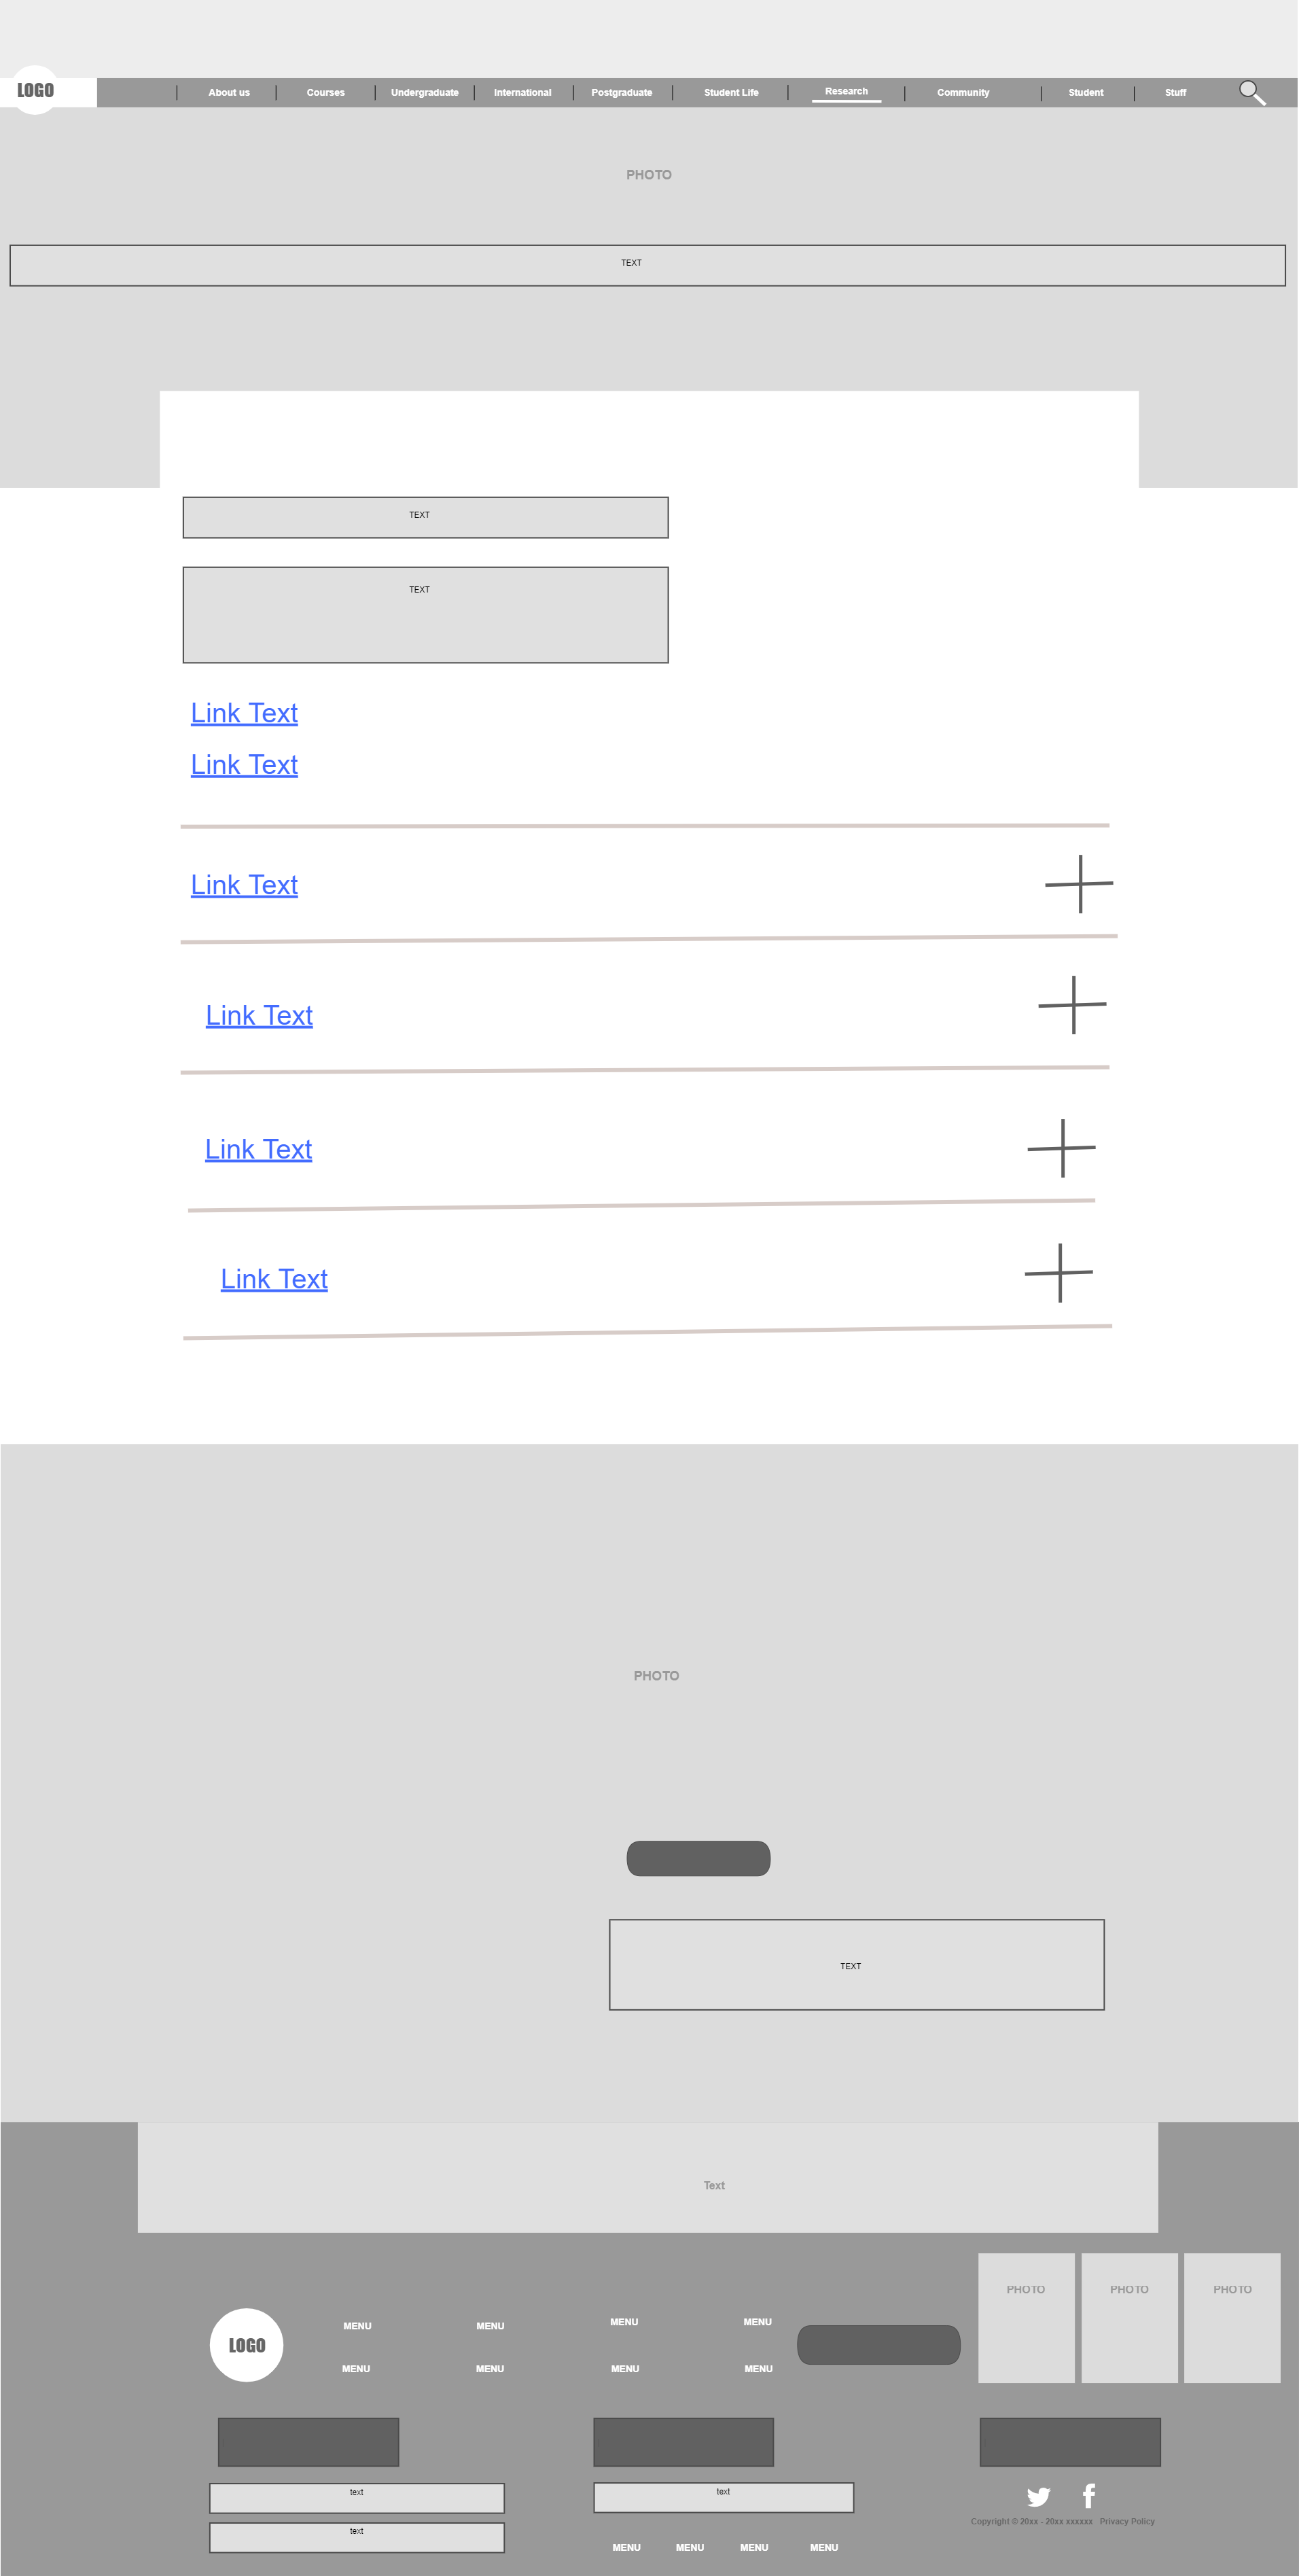 LOGO
About us
Courses
Undergraduate
International
Postgraduate
Student Life
Research
Community
Student
Stuff
PHOTO
TEXT
TEXT
TEXT
Link Text
Link Text
Link Text
Link Text
Link Text
Link Text
PHOTO
TEXT
Text
PHOTO PHOTO PHOTO
LOGO
MENU MENU MENU MENU
MENU MENU MENU MENU
text
text
text
Copyright © 20xx - 20xx xxxxxx Privacy Policy
MENU MENU MENU MENU